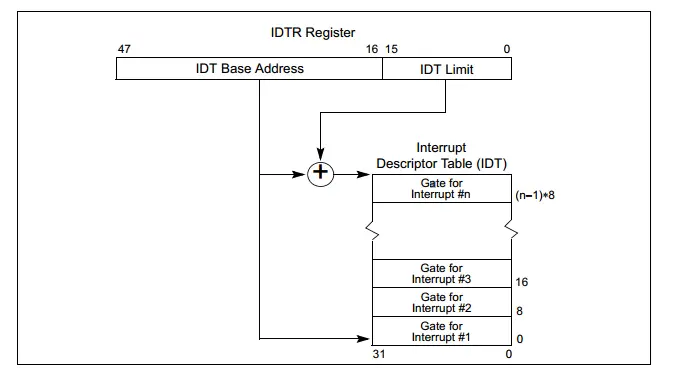 IDTR Register
47 16 15 0
IDT Base Address IDT Limit
+
Interrupt
Descriptor Table (IDT)
Gate for
Interrupt #n
(n−1)∗8
Gate for
Interrupt #3
16
Gate for
Interrupt #2
8
Gate for
Interrupt #1
0
31 0